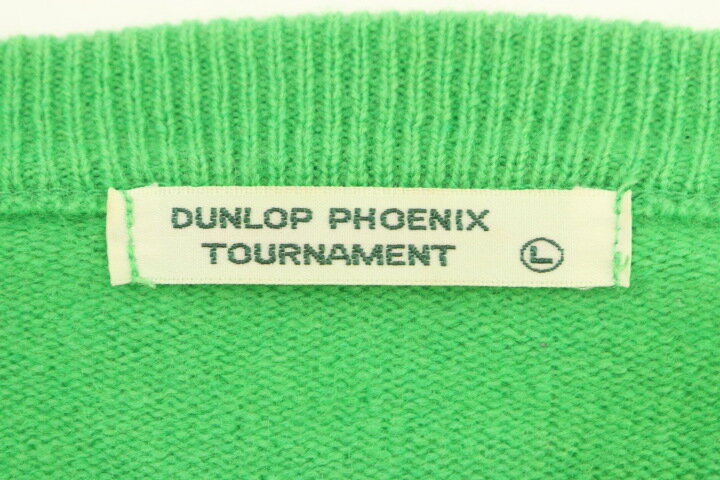 DUNLOP PHOENIX
TOURNAMENT Ⓛ